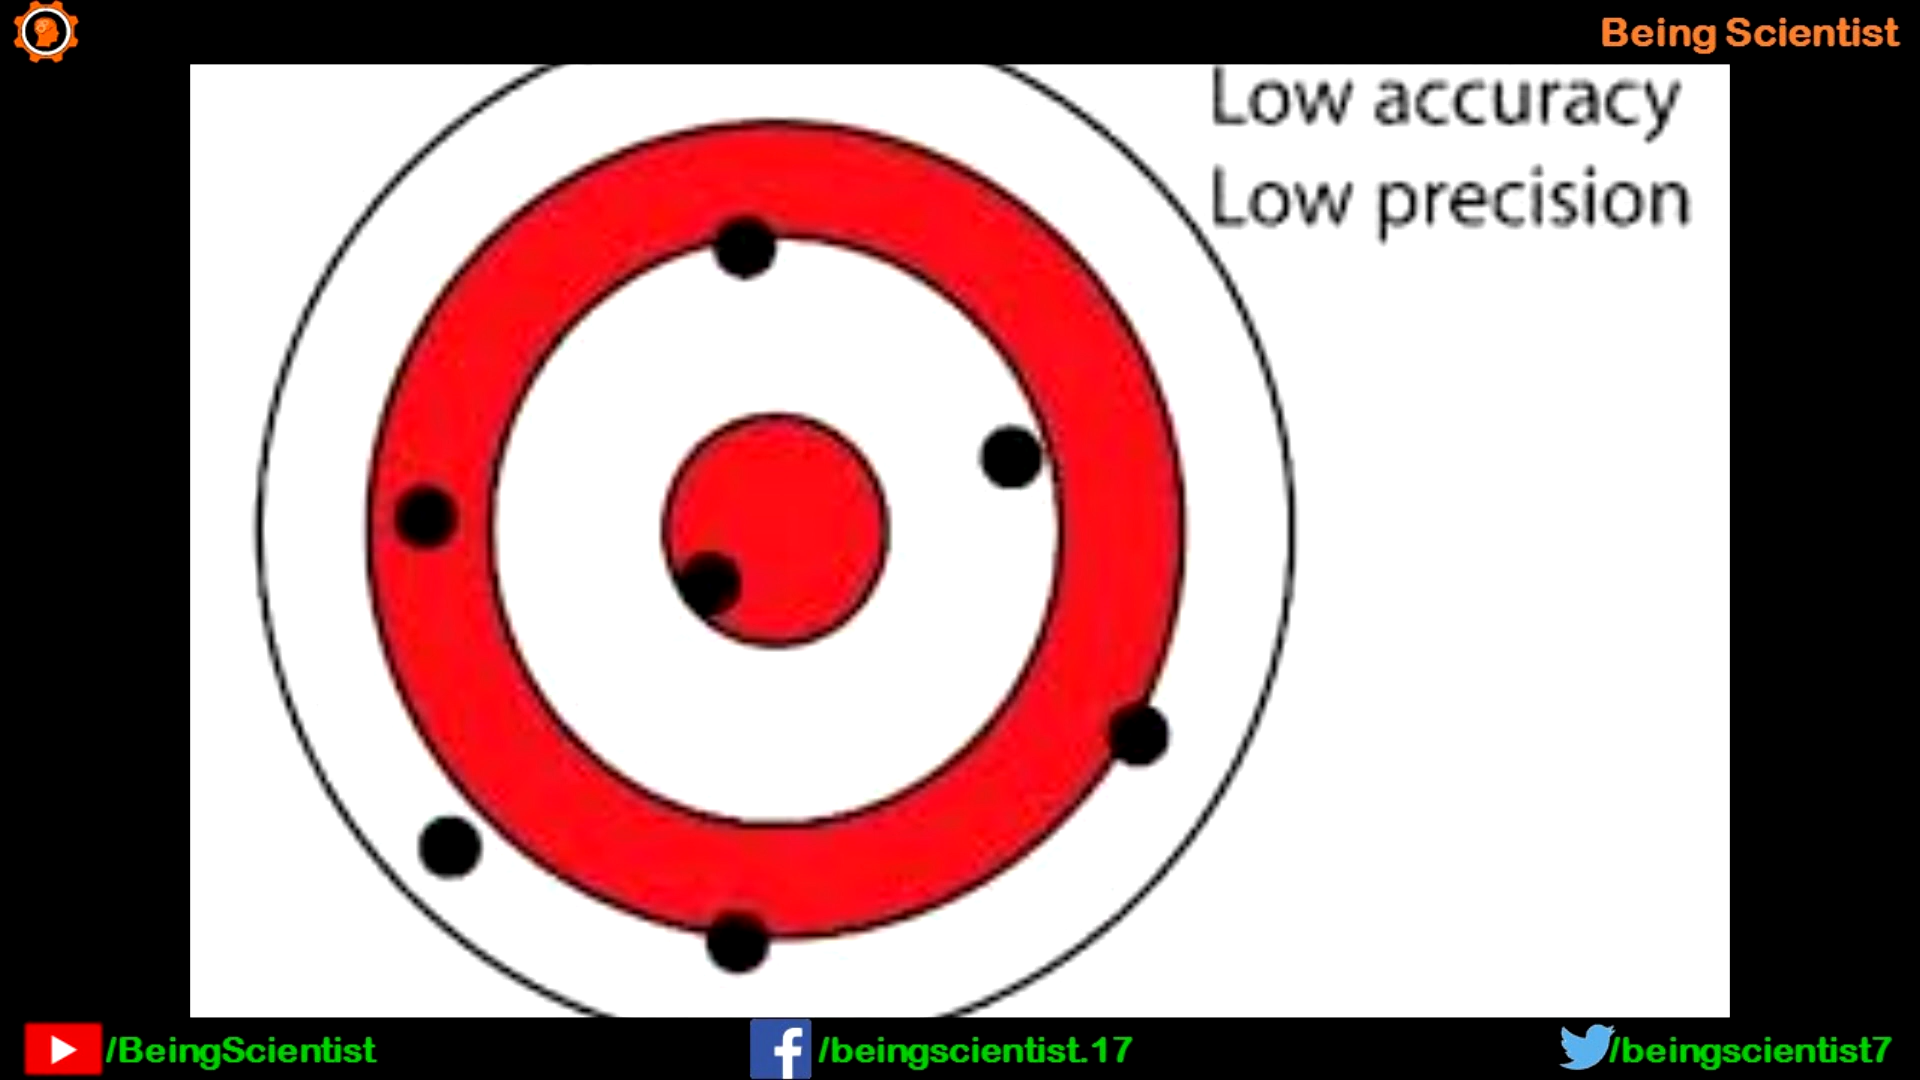 Being Scientist
Low accuracy
Low precision
/BeingScientist
/beingscientist.17
/beingscientist7